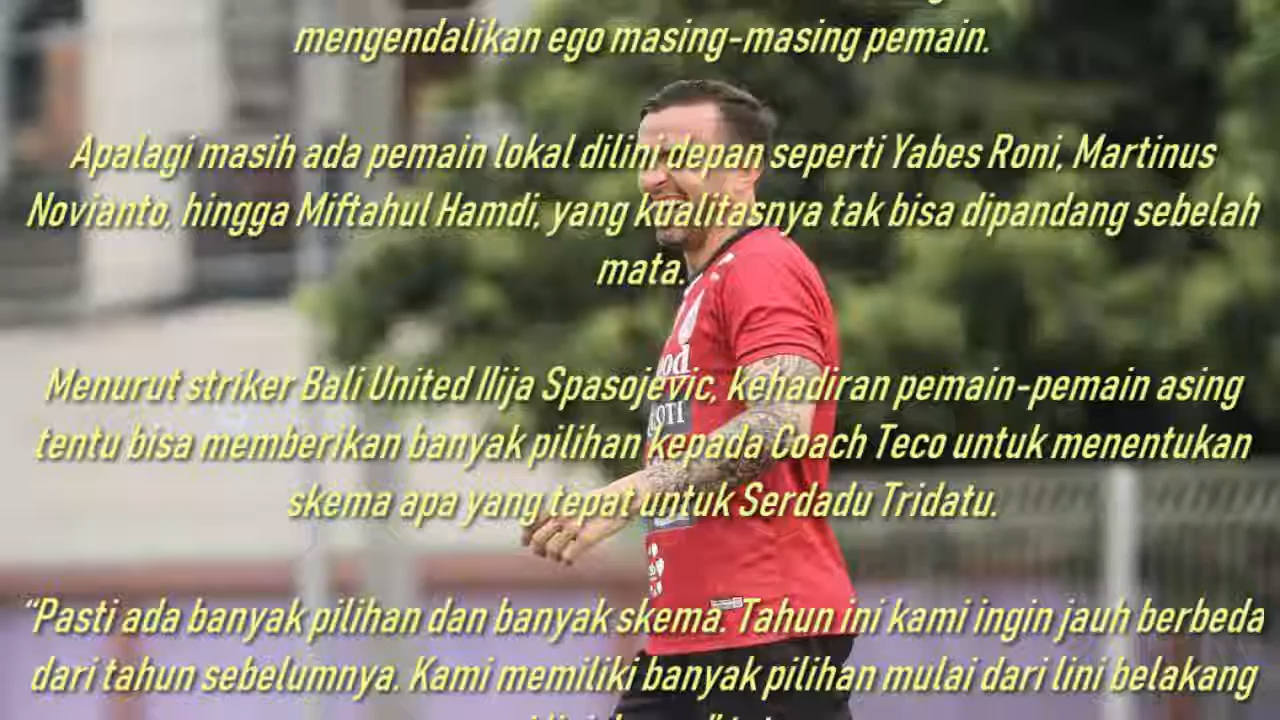 mengendalikan ego masing-masing pemain.
Apalagi masih ada pemain lokal dilini depan seperti Yabes Roni, Martinus
Novianto, hingga Miftahul Hamdi, yang kualitasnya tak bisa dipandang sebelah
mata.
Menurut striker Bali United Ilija Spasojevic, kehadiran pemain-pemain asing
tentu bisa memberikan banyak pilihan kepada Coach Teco untuk menentukan
skema apa yang tepat untuk Serdadu Tridatu.
“Pasti ada banyak pilihan dan banyak skema. Tahun ini kami ingin jauh berbeda
dari tahun sebelumnya. Kami memiliki banyak pilihan mulai dari lini belakang